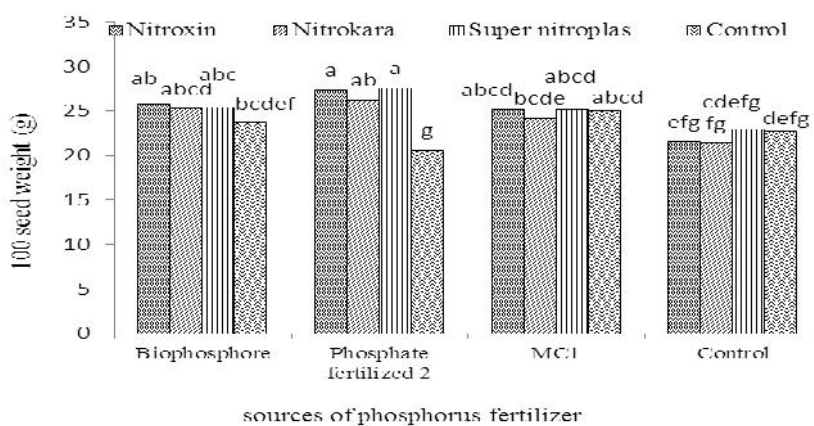 35
Nitroxin Nitrokara Super nitroplas Control
30
25
20
15
10
5
0
100 seed weight (g)
ab abcd abc bcdef
a ab a g
abcd bcde abcd abcd
efg fg cdefg defg
Biophosphore Phosphate fertilized 2 MC1 Control
sources of phosphorus fertilizer